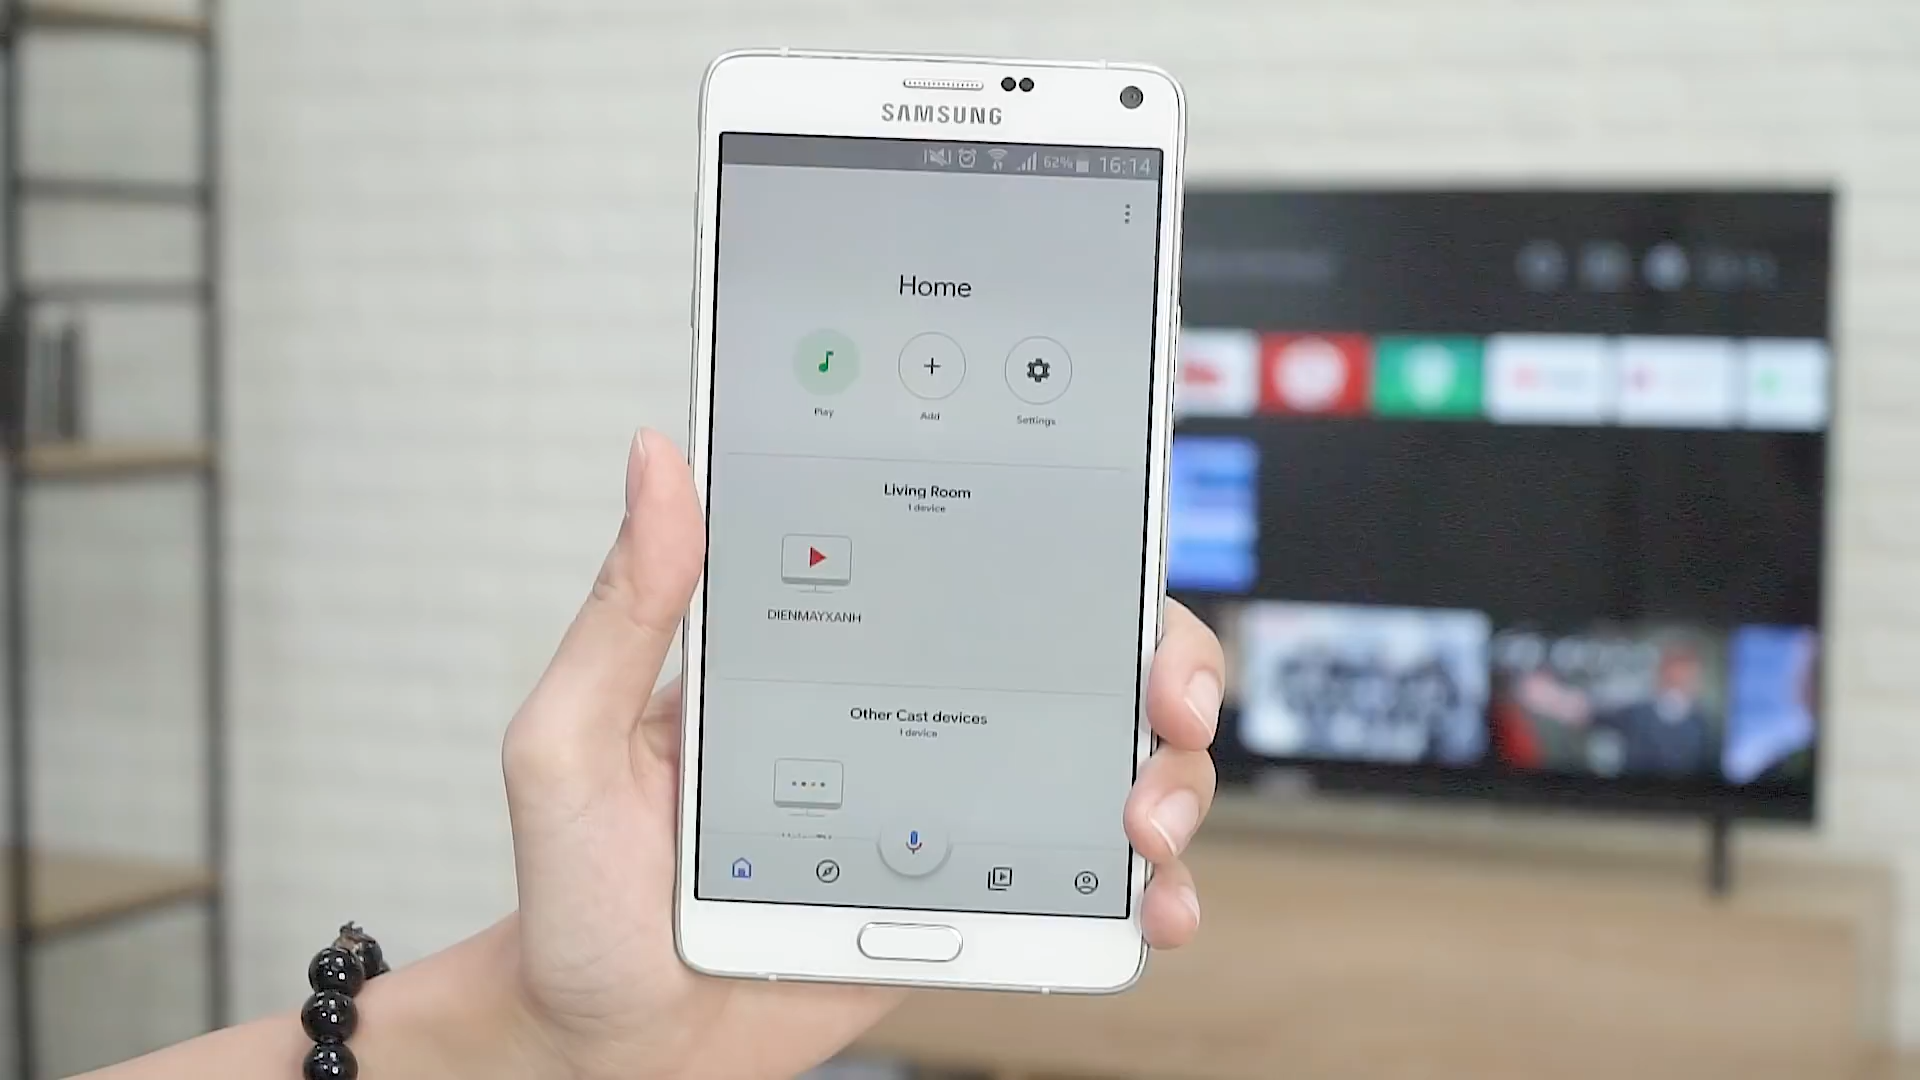 SAMSUNG
62% 16:14
Home
Play Add Settings
Living Room
1 device
DIENMAYXANH
Other Cast devices
1 device